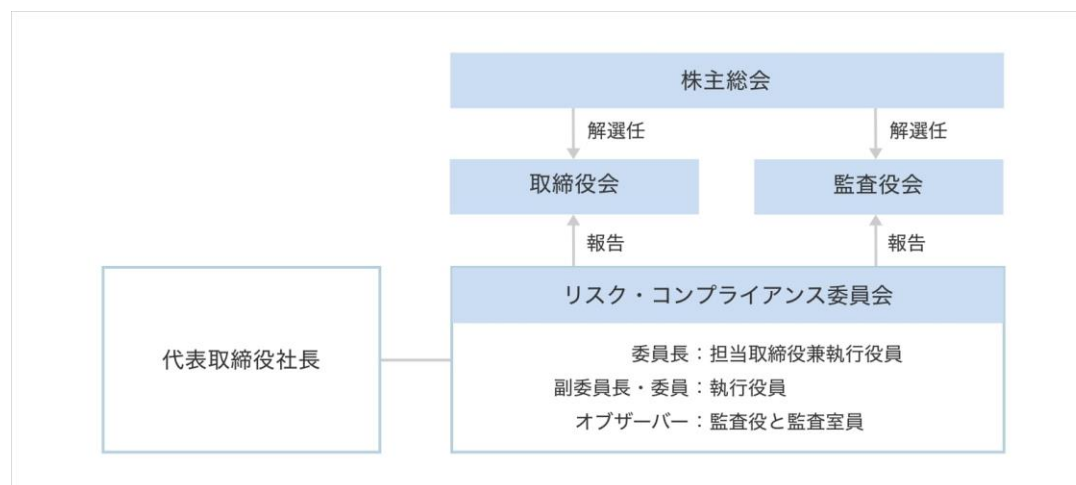 株主総会
解選任
解選任
取締役会
監査役会
報告
報告
代表取締役社長
リスク・コンプライアンス委員会
委員長：担当取締役兼執行役員
副委員長・委員：執行役員
オブザーバー：監査役と監査室員